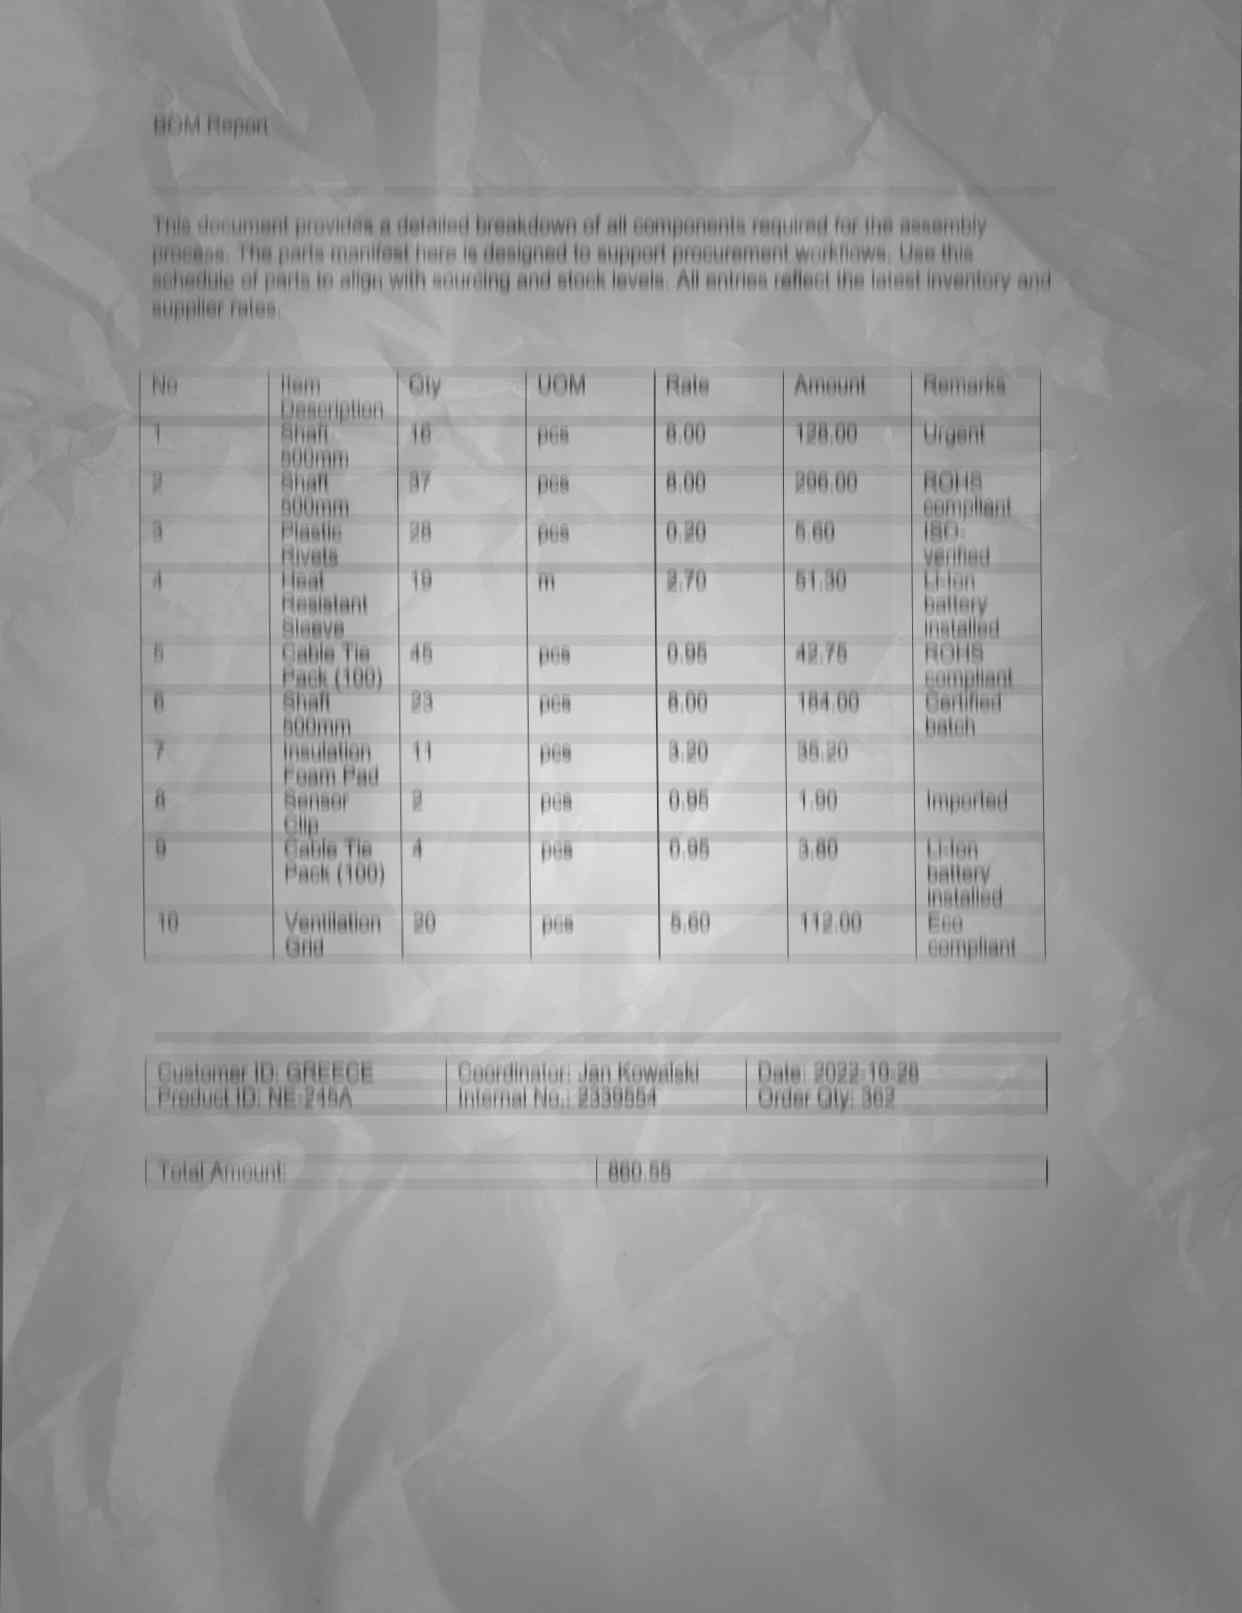 BOM Report
This document provides a detailed breakdown of all components required for the assembly
process. The parts manifest here is designed to support procurement workflows. Use this
schedule of parts to align with sourcing and stock levels. All entries reflect the latest inventory and
supplier rates.
No Item Qty UOM Rate Amount Remarks
Description
1 Shaft 16 pcs 8.00 128.00 Urgent
500mm
2 Shaft 37 pcs 8.00 296.00 ROHS
500mm compliant
3 Plastic 28 pcs 0.20 5.60 ISO-
Rivets verified
4 Heat 19 m 2.70 51.30 Li-Ion
Resistant battery
Sleeve installed
5 Cable Tie 45 pcs 0.95 42.75 ROHS
Pack (100) compliant
6 Shaft 23 pcs 8.00 184.00 Certified
500mm batch
7 Insulation 11 pcs 3.20 35.20
Foam Pad
8 Sensor 2 pcs 0.95 1.90 Imported
Clip
9 Cable Tie 4 pcs 0.95 3.80 Li-Ion
Pack (100) battery
installed
10 Ventilation 20 pcs 5.60 112.00 Eco
Grid compliant
Customer ID: GREECE Coordinator: Jan Kowalski Date: 2022-10-28
Product ID: NE-245A Internal No.: 2339554 Order Qty: 362
Total Amount: 860.55